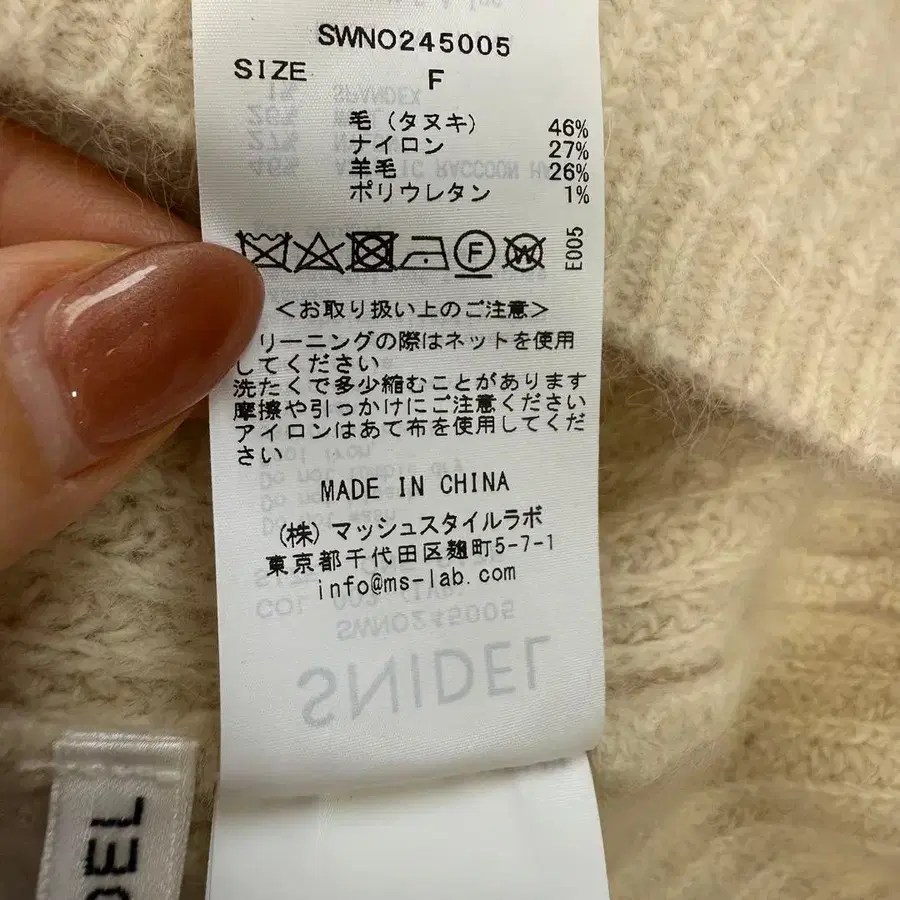 SWNO245005
SIZE F
毛（タヌキ） 46%
ナイロン 27%
羊毛 26%
ポリウレタン 1%
F W E005
＜お取り扱い上のご注意＞
リーニングの際はネットを使用
してください
洗たくで多少縮むことがあります
摩擦や引っかけにご注意ください
アイロンはあて布を使用してくだ
さい
MADE IN CHINA
(株) マッシュスタイルラボ
東京都千代田区麹町5-7-1
info@ms-lab.com
SWNO245005
SNIDEL
DEL